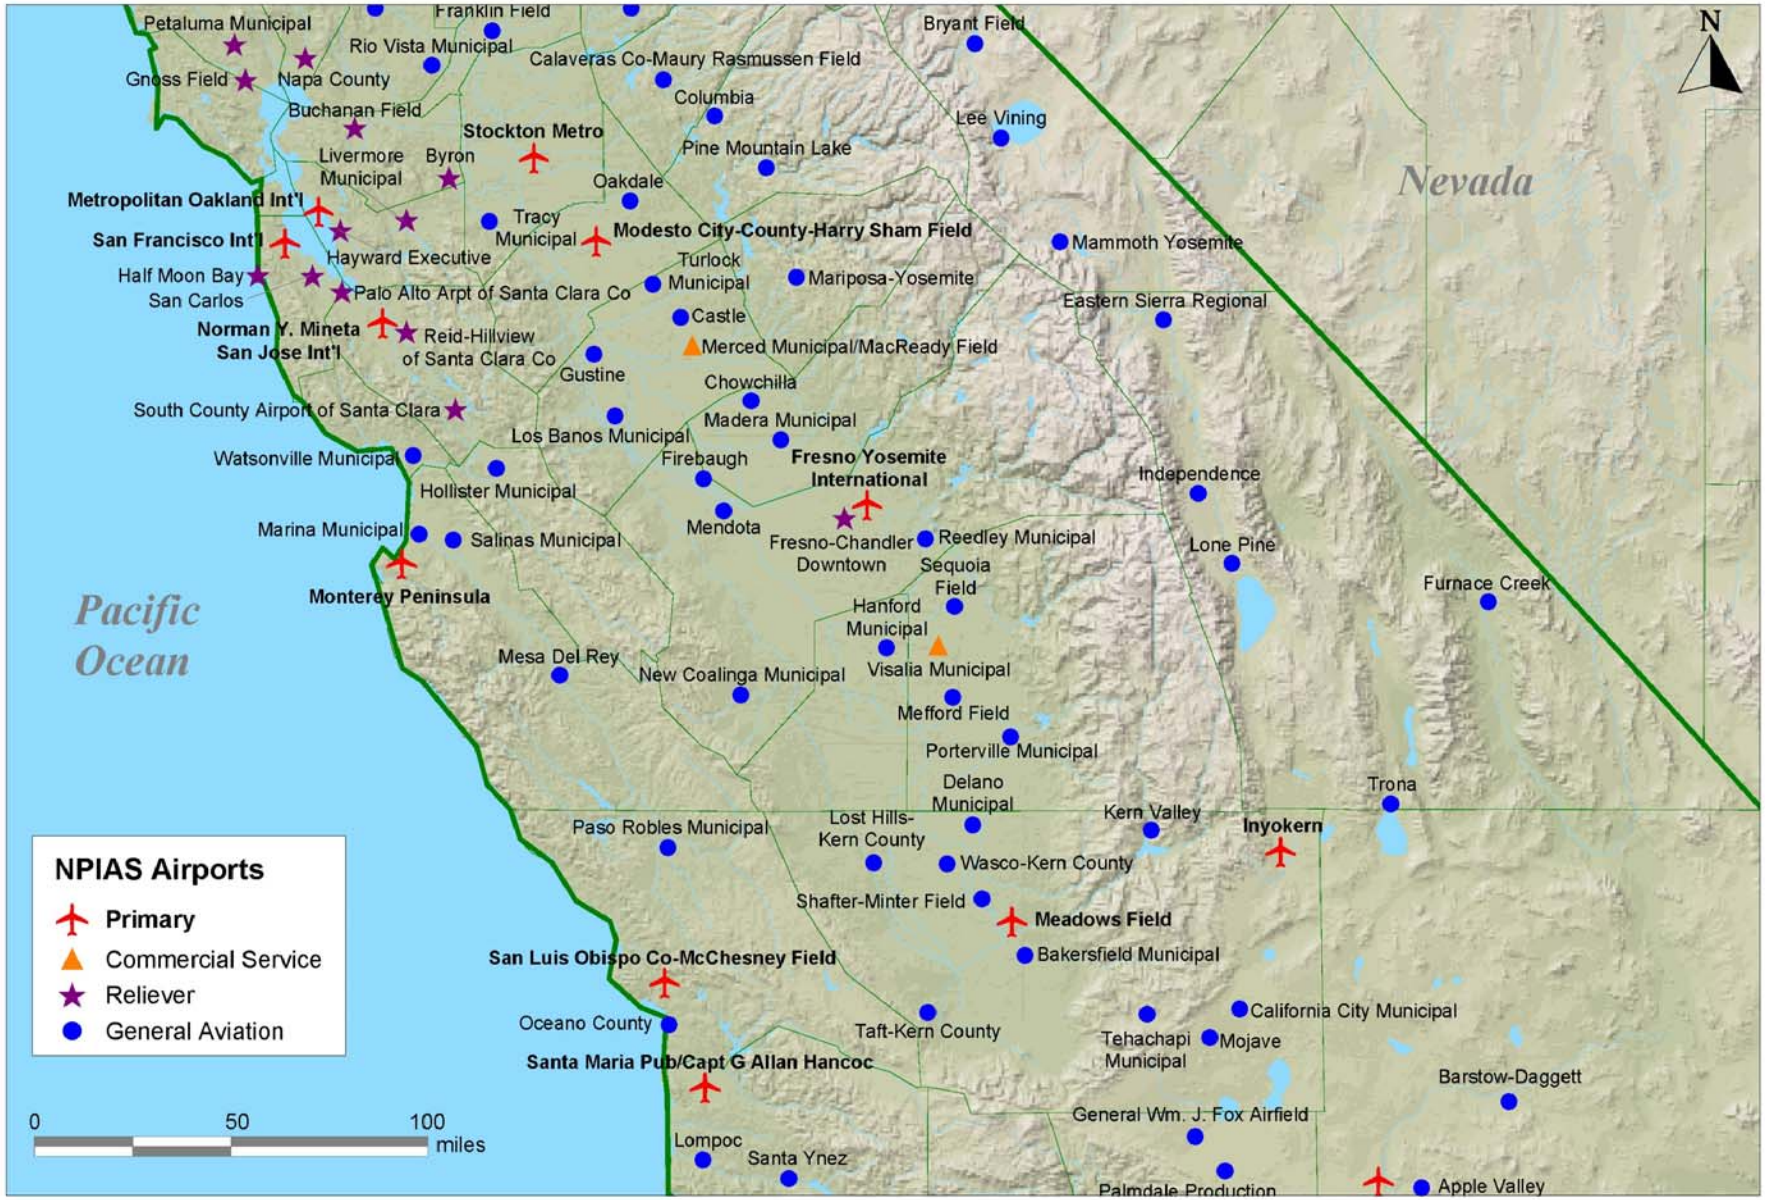 Petaluma Municipal
Franklin Field
Bryant Field
N
Rio Vista Municipal
Calaveras Co-Maury Rasmussen Field
Gnoss Field
Napa County
Columbia
Buchanan Field
Lee Vining
Stockton Metro
Pine Mountain Lake
Livermore
Municipal
Byron
Oakdale
Nevada
Metropolitan Oakland Int'l
Tracy
Municipal
Modesto City-County-Harry Sham Field
San Francisco Int'l
Mammoth Yosemite
Hayward Executive
Turlock
Municipal
Half Moon Bay
Mariposa-Yosemite
San Carlos
Palo Alto Arpt of Santa Clara Co
Eastern Sierra Regional
Castle
Norman Y. Mineta
San Jose Int'l
Reid-Hillview
of Santa Clara Co
Merced Municipal/MacReady Field
Gustine
Chowchilla
South County Airport of Santa Clara
Madera Municipal
Los Banos Municipal
Watsonville Municipal
Firebaugh
Fresno Yosemite
International
Independence
Hollister Municipal
Marina Municipal
Salinas Municipal
Mendota
Fresno-Chandler
Downtown
Reedley Municipal
Lone Pine
Sequoia
Field
Furnace Creek
Monterey Peninsula
Pacific
Ocean
Hanford
Municipal
Mesa Del Rey
New Coalinga Municipal
Visalia Municipal
Mefford Field
Porterville Municipal
Delano
Municipal
Trona
Kern Valley
Inyokern
Paso Robles Municipal
Lost Hills-
Kern County
Wasco-Kern County
NPIAS Airports
Primary
Commercial Service
Reliever
General Aviation
Shafter-Minter Field
Meadows Field
Bakersfield Municipal
San Luis Obispo Co-McChesney Field
California City Municipal
Oceano County
Taft-Kern County
Tehachapi
Municipal
Mojave
Santa Maria Pub/Capt G Allan Hancoc
Barstow-Daggett
0 50 100
miles
General Wm. J. Fox Airfield
Lompoc
Santa Ynez
Palmdale Production
Apple Valley